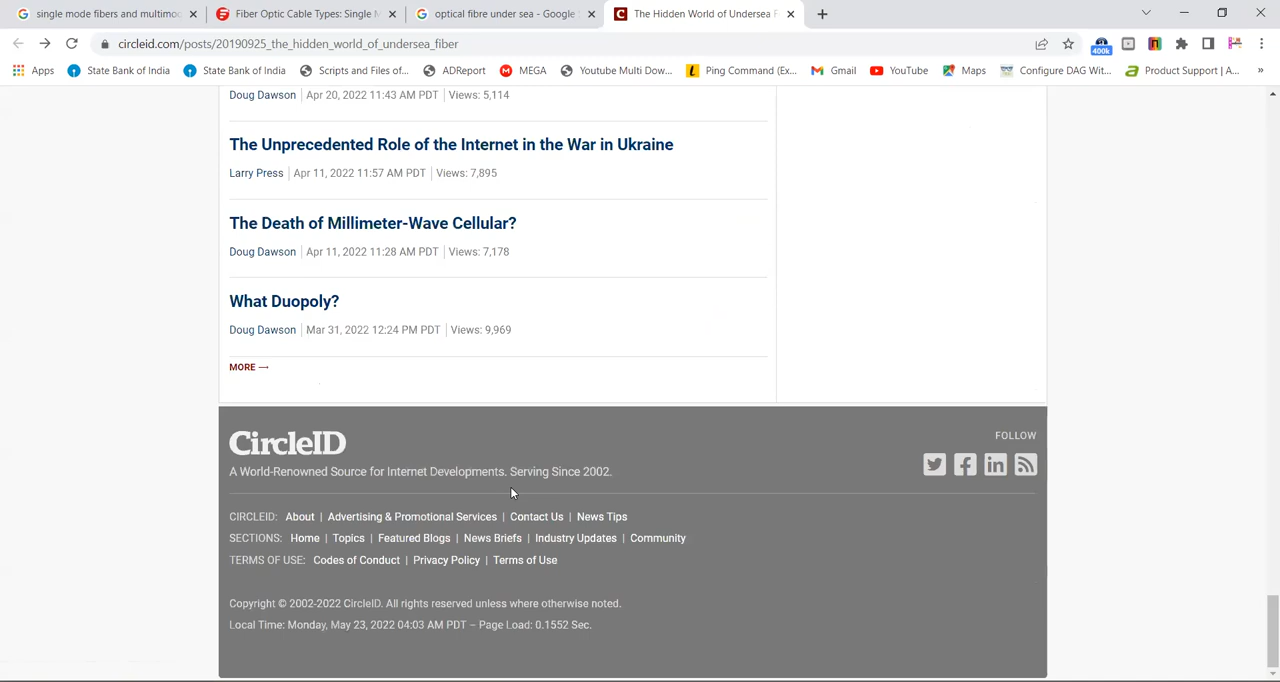 single mode fibers and multimod
Fiber Optic Cable Types: Single M
optical fibre under sea - Google S
The Hidden World of Undersea F
circleid.com/posts/20190925_the_hidden_world_of_undersea_fiber
400k
Apps
State Bank of India
State Bank of India
Scripts and Files of...
ADReport
MEGA
Youtube Multi Dow...
Ping Command (Ex...
Gmail
YouTube
Maps
Configure DAG Wit...
Product Support | A...
»
Doug Dawson | Apr 20, 2022 11:43 AM PDT | Views: 5,114
The Unprecedented Role of the Internet in the War in Ukraine
Larry Press | Apr 11, 2022 11:57 AM PDT | Views: 7,895
The Death of Millimeter-Wave Cellular?
Doug Dawson | Apr 11, 2022 11:28 AM PDT | Views: 7,178
What Duopoly?
Doug Dawson | Mar 31, 2022 12:24 PM PDT | Views: 9,969
MORE —
CircleID
FOLLOW
A World-Renowned Source for Internet Developments. Serving Since 2002.
CIRCLEID: About | Advertising & Promotional Services | Contact Us | News Tips
SECTIONS: Home | Topics | Featured Blogs | News Briefs | Industry Updates | Community
TERMS OF USE: Codes of Conduct | Privacy Policy | Terms of Use
Copyright © 2002-2022 CircleID. All rights reserved unless where otherwise noted.
Local Time: Monday, May 23, 2022 04:03 AM PDT – Page Load: 0.1552 Sec.